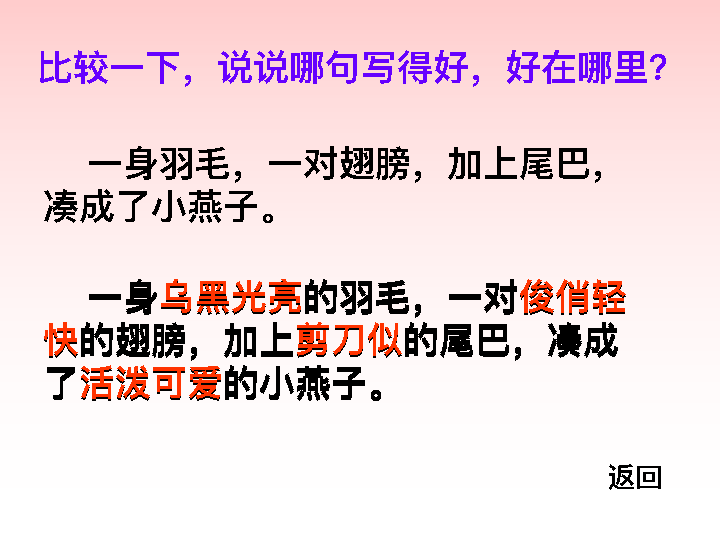 比较一下，说说哪句写得好，好在哪里？
一身羽毛，一对翅膀，加上尾巴，
凑成了小燕子。
一身乌黑光亮的羽毛，一对俊俏轻
快的翅膀，加上剪刀似的尾巴，凑成
了活泼可爱的小燕子。
返回